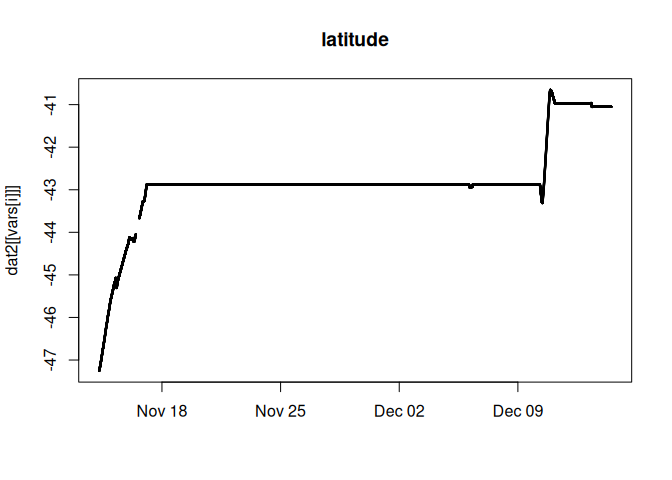 latitude
dat2[[vars[i]]]
-41
-42
-43
-44
-45
-46
-47
Nov 18
Nov 25
Dec 02
Dec 09